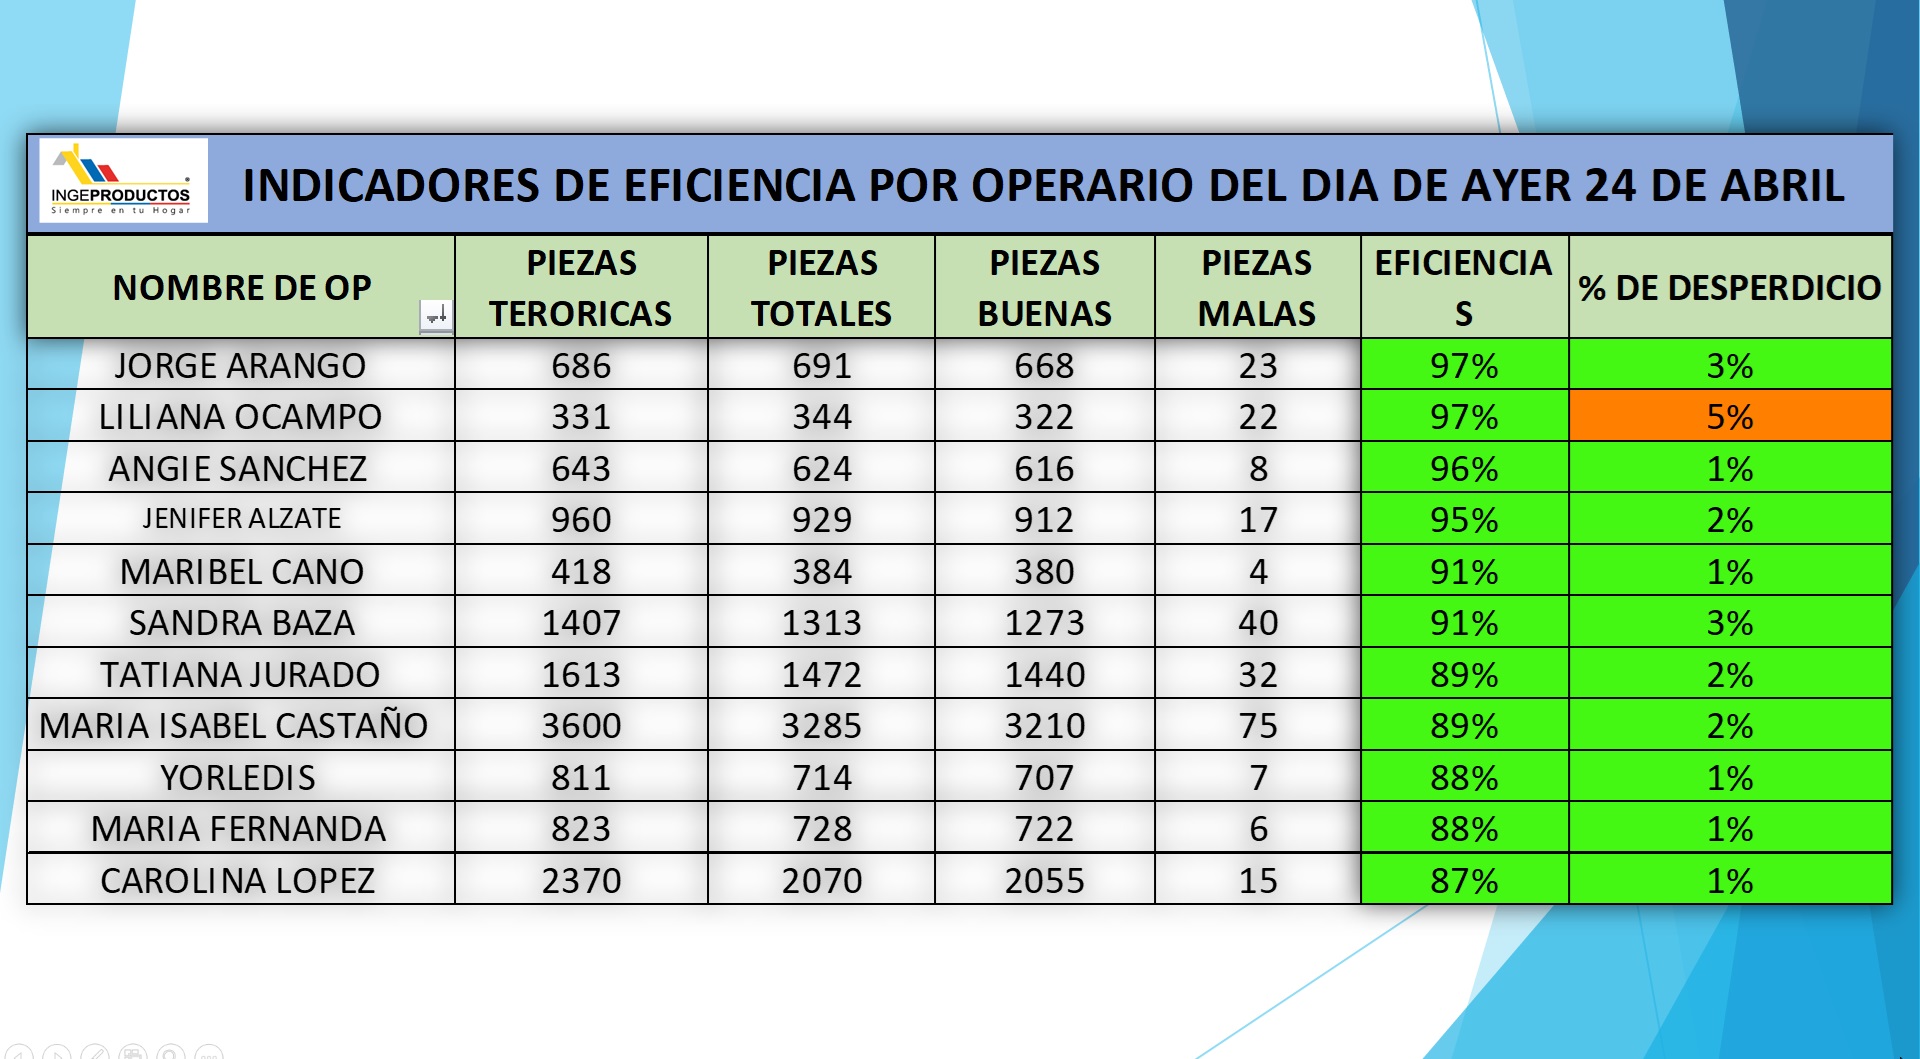 INGEPRODUCTOS
Siempre en tu Hogar
INDICADORES DE EFICIENCIA POR OPERARIO DEL DIA DE AYER 24 DE ABRIL
NOMBRE DE OP
PIEZAS
TERORICAS
PIEZAS
TOTALES
PIEZAS
BUENAS
PIEZAS
MALAS
EFICIENCIA
S
% DE DESPERDICIO
JORGE ARANGO 686 691 668 23 97% 3%
LILIANA OCAMPO 331 344 322 22 97% 5%
ANGIE SANCHEZ 643 624 616 8 96% 1%
JENIFER ALZATE 960 929 912 17 95% 2%
MARIBEL CANO 418 384 380 4 91% 1%
SANDRA BAZA 1407 1313 1273 40 91% 3%
TATIANA JURADO 1613 1472 1440 32 89% 2%
MARIA ISABEL CASTAÑO 3600 3285 3210 75 89% 2%
YORLEDIS 811 714 707 7 88% 1%
MARIA FERNANDA 823 728 722 6 88% 1%
CAROLINA LOPEZ 2370 2070 2055 15 87% 1%